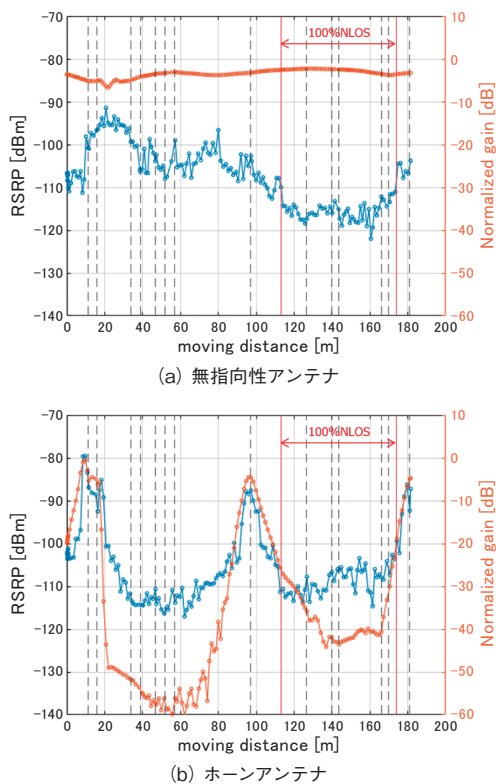 100%NLOS
RSRP [dBm]
Normalized gain [dB]
-70
-80
-90
-100
-110
-120
-130
-140
10
0
-10
-20
-30
-40
-50
-60
0 20 40 60 80 100 120 140 160 180 200
moving distance [m]
(a) 無指向性アンテナ
100%NLOS
RSRP [dBm]
Normalized gain [dB]
-70
-80
-90
-100
-110
-120
-130
-140
10
0
-10
-20
-30
-40
-50
-60
0 20 40 60 80 100 120 140 160 180 200
moving distance [m]
(b) ホーンアンテナ